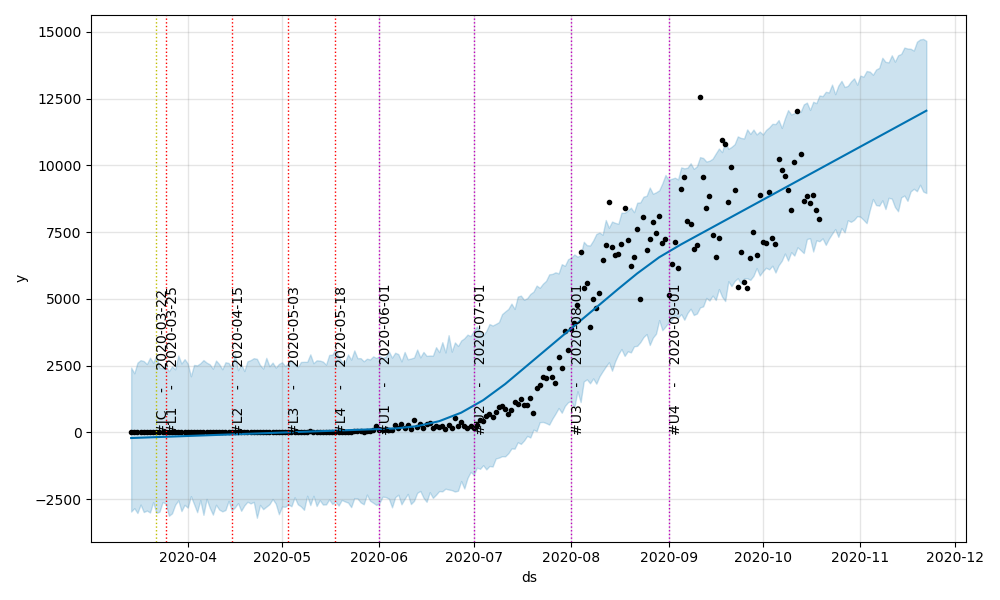 15000
12500
10000
7500
5000
2500
0
−2500
y
#JC - 2020-03-22
#L1 - 2020-03-25
#L2 - 2020-04-15
#L3 - 2020-05-03
#L4 - 2020-05-18
#U1 - 2020-06-01
#U2 - 2020-07-01
#U3 - 2020-08-01
#U4 - 2020-09-01
2020-04 2020-05 2020-06 2020-07 2020-08 2020-09 2020-10 2020-11 2020-12
ds